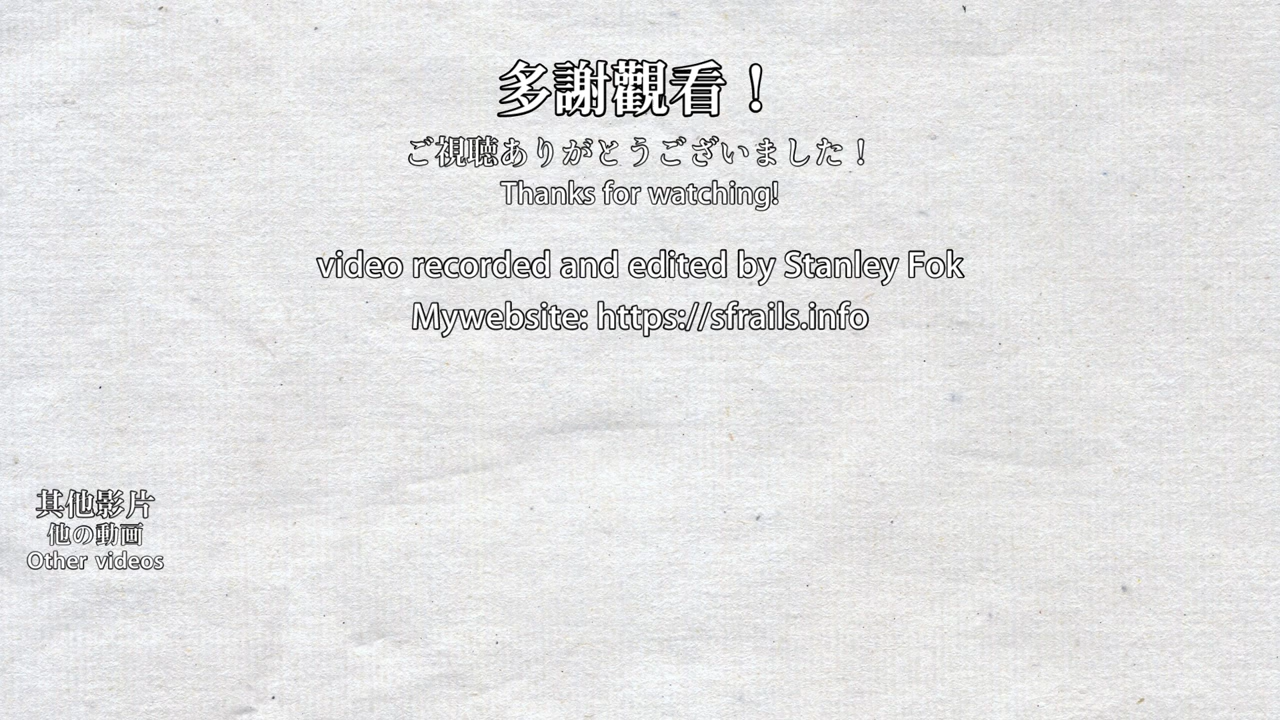 多謝觀看！
ご視聴ありがとうございました！
Thanks for watching!
video recorded and edited by Stanley Fok
Mywebsite: https://sfrails.info
其他影片
他の動画
Other videos